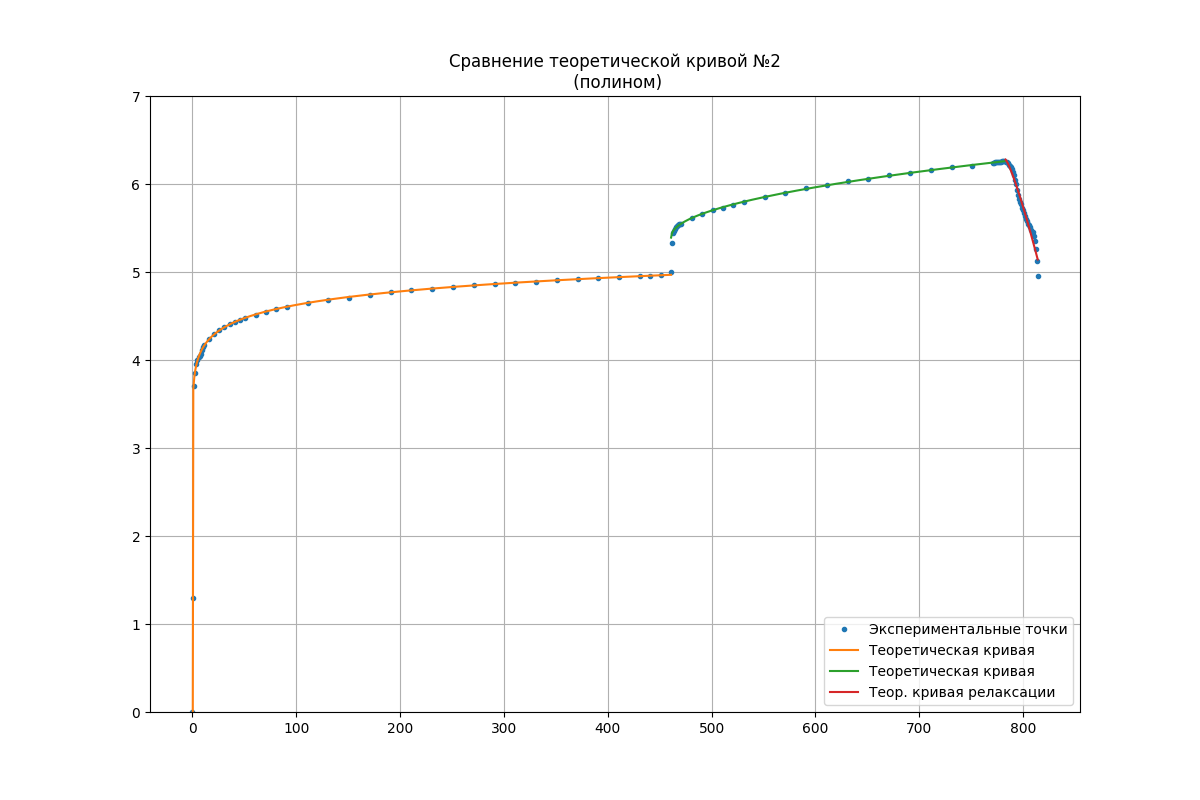 Сравнение теоретической кривой №2
(полином)
7
6
5
4
3
2
1
0
0 100 200 300 400 500 600 700 800
Экспериментальные точки
Теоретическая кривая
Теоретическая кривая
Теор. кривая релаксации